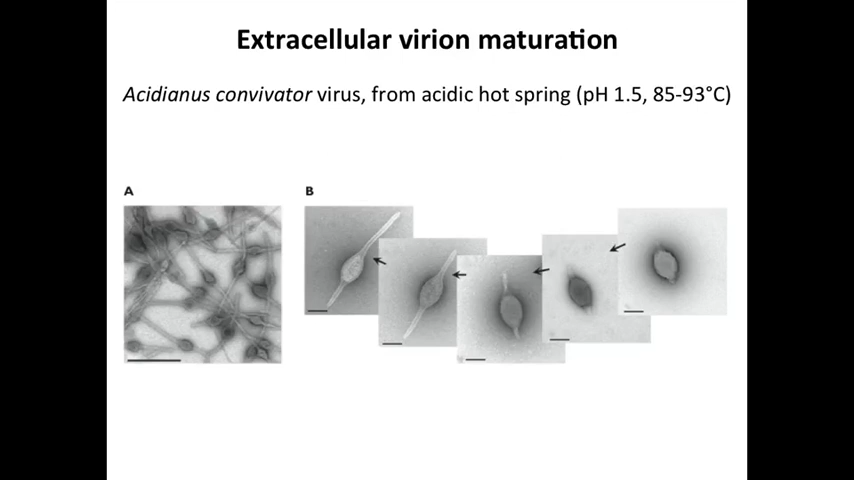 Extracellular virion maturation
Acidianus convivator virus, from acidic hot spring (pH 1.5, 85-93°C)
A
B